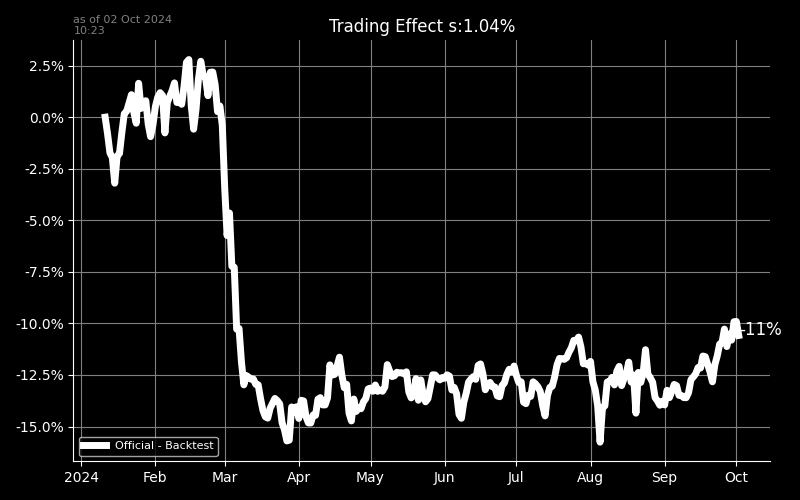 as of 02 Oct 2024
10:23
Trading Effect s:1.04%
2.5%
0.0%
-2.5%
-5.0%
-7.5%
-10.0%
-12.5%
-15.0%
-11%
Official - Backtest
2024 Feb Mar Apr May Jun Jul Aug Sep Oct